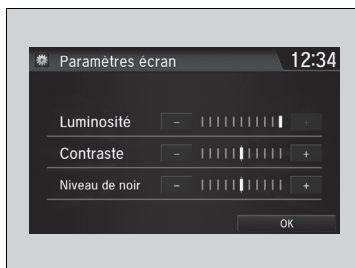 Paramètres écran 12:34
Luminosité - +
Contraste - +
Niveau de noir - +
OK